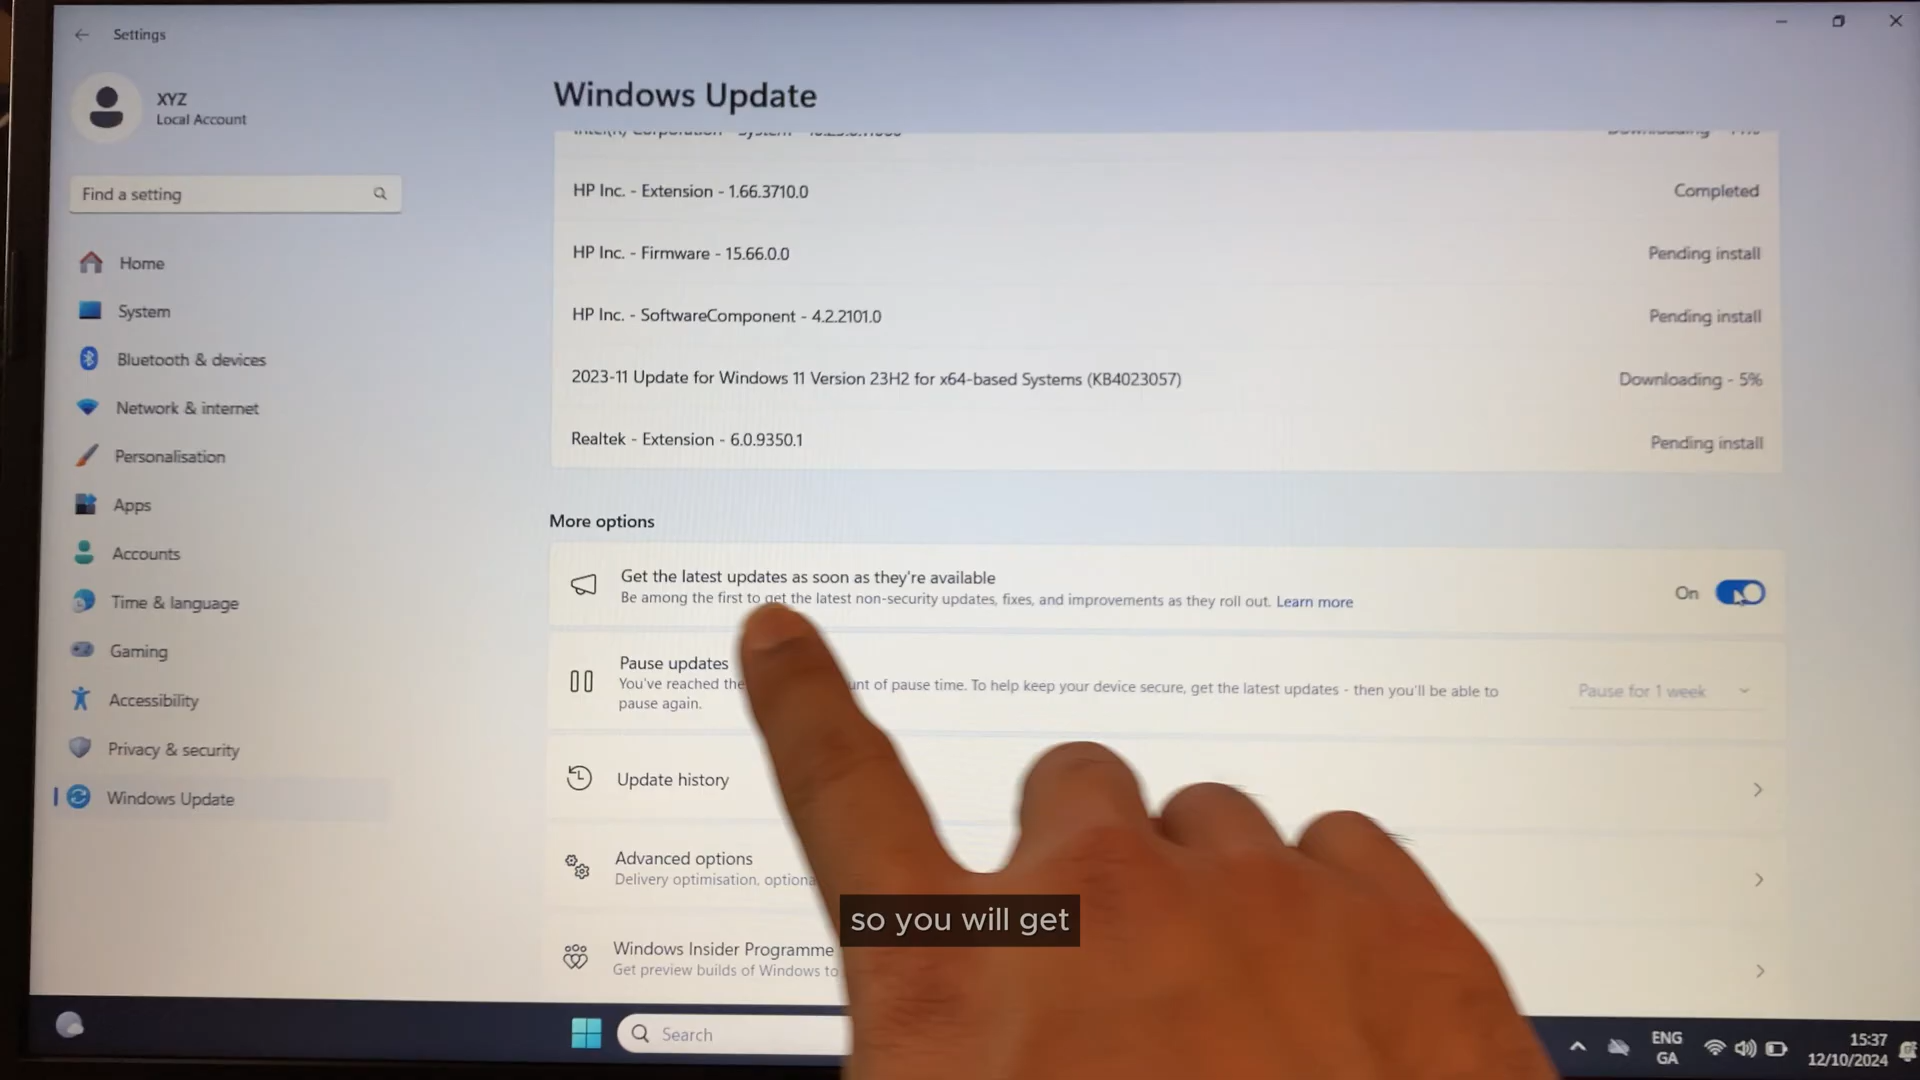 Settings
XYZ
Local Account
Find a setting
Home
System
Bluetooth & devices
Network & internet
Personalisation
Apps
Accounts
Time & language
Gaming
Accessibility
Privacy & security
Windows Update
Windows Update
HP Inc. - Extension - 1.66.3710.0
Completed
HP Inc. - Firmware - 15.66.0.0
Pending install
HP Inc. - SoftwareComponent - 4.2.2101.0
Pending install
2023-11 Update for Windows 11 Version 23H2 for x64-based Systems (KB4023057)
Downloading - 5%
Realtek - Extension - 6.0.9350.1
Pending install
More options
Get the latest updates as soon as they're available
Be among the first to get the latest non-security updates, fixes, and improvements as they roll out. Learn more
On
Pause updates
You've reached the of pause time. To help keep your device secure, get the latest updates - then you'll be able to
pause again.
Pause for 1 week
Update history
Advanced options
Delivery optimisation,
Windows Insider Programme
Get preview builds of Windows to
so you will get
Search
ENG
GA
15:37
12/10/2024